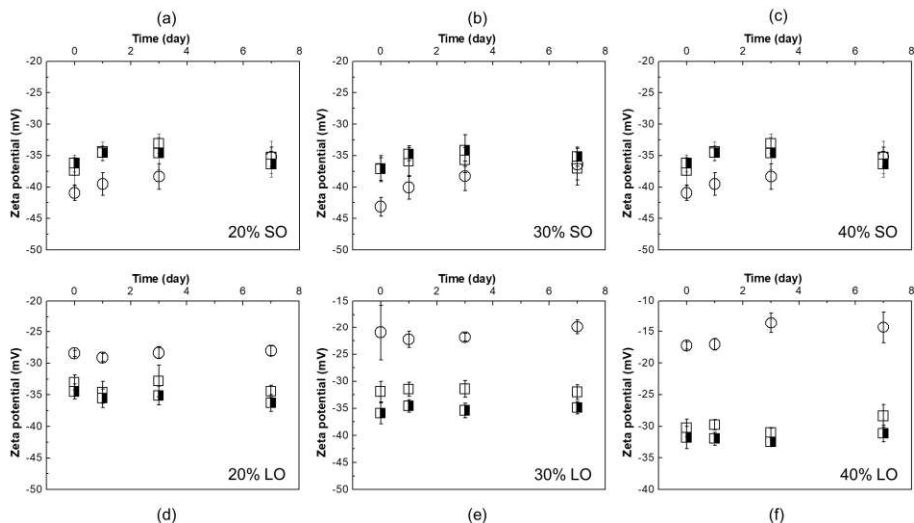 (a) (b) (c)
Time (day) Time (day) Time (day)
0 2 4 6 8 0 2 4 6 8 0 2 4 6 8
-20 -20 -20
-25 -25 -25
-30 -30 -30
-35 -35 -35
-40 -40 -40
-45 -45 -45
-50 -50 -50
Zeta potential (mV) Zeta potential (mV) Zeta potential (mV)
20% SO 30% SO 40% SO
Time (day) Time (day) Time (day)
0 2 4 6 8 0 2 4 6 8 0 2 4 6 8
-20 -15 -10
-25 -20 -15
-30 -25 -20
-35 -30 -25
-40 -35 -30
-45 -40 -35
-50 -45 -40
-50
Zeta potential (mV) Zeta potential (mV) Zeta potential (mV)
20% LO 30% LO 40% LO
(d) (e) (f)